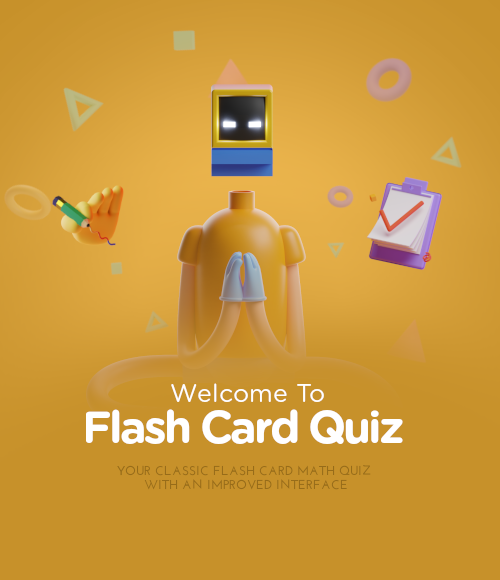 Welcome To
Flash Card Quiz
YOUR CLASSIC FLASH CARD MATH QUIZ
WITH AN IMPROVED INTERFACE